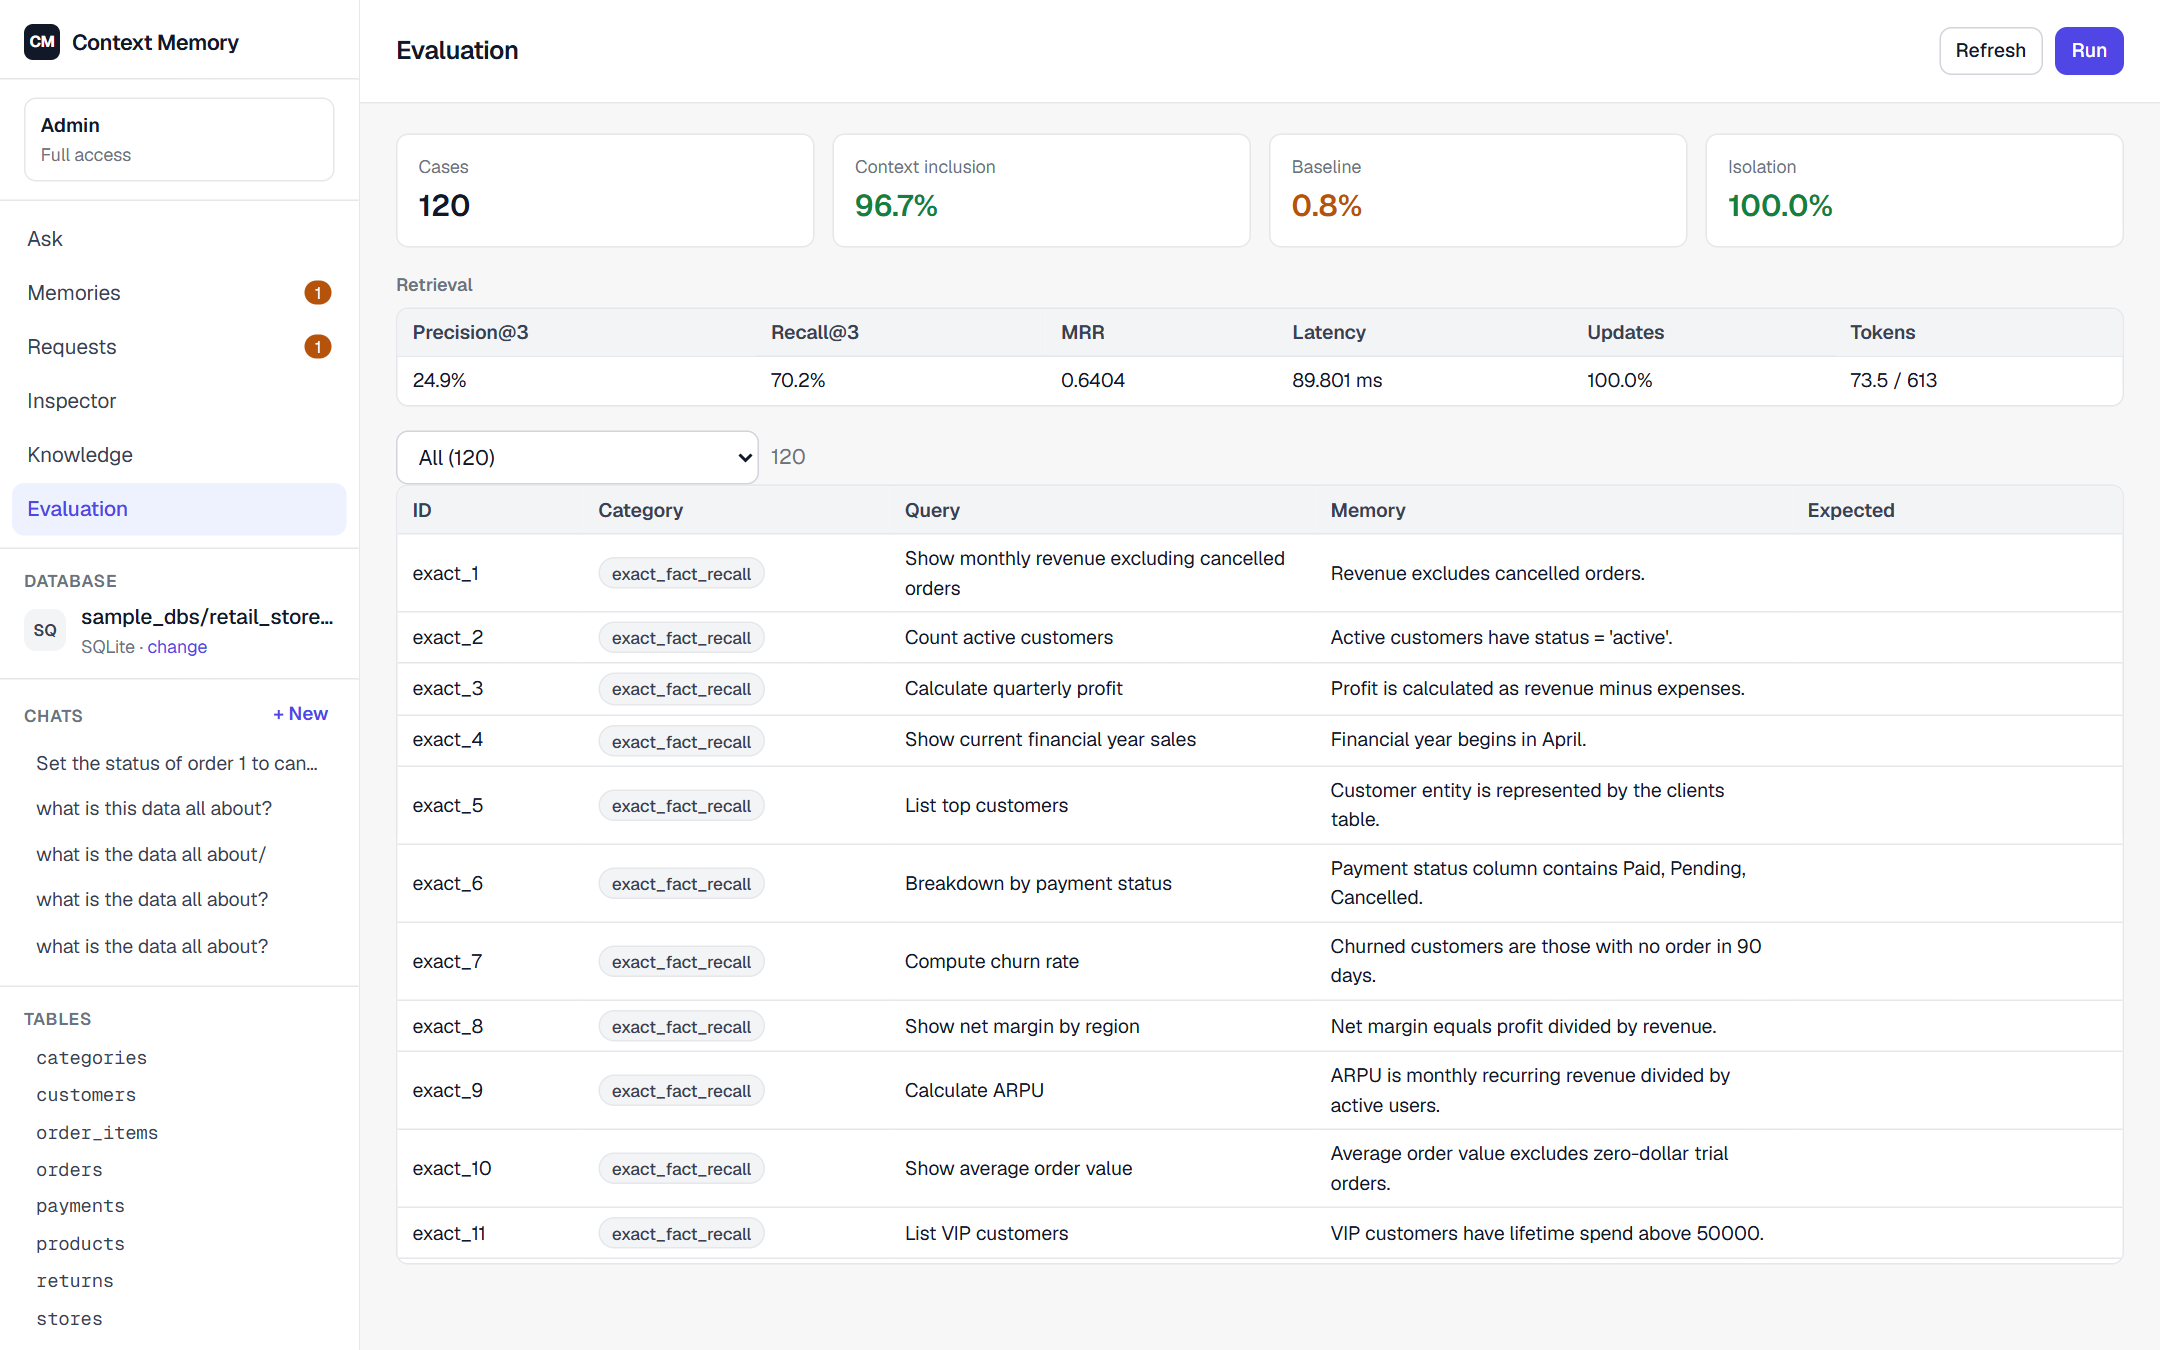 CM Context Memory
Admin
Full access
Ask
Memories 1
Requests 1
Inspector
Knowledge
Evaluation
DATABASE
SQ sample_dbs/retail_store...
SQLite · change
CHATS + New
Set the status of order 1 to can...
what is this data all about?
what is the data all about/
what is the data all about?
what is the data all about?
TABLES
categories
customers
order_items
orders
payments
products
returns
stores
Evaluation Refresh Run
Cases Context inclusion Baseline Isolation
120 96.7% 0.8% 100.0%
Retrieval
Precision@3 Recall@3 MRR Latency Updates Tokens
24.9% 70.2% 0.6404 89.801 ms 100.0% 73.5 / 613
All (120) 120
ID Category Query Memory Expected
exact_1 exact_fact_recall Show monthly revenue excluding cancelled
orders Revenue excludes cancelled orders.
exact_2 exact_fact_recall Count active customers Active customers have status = 'active'.
exact_3 exact_fact_recall Calculate quarterly profit Profit is calculated as revenue minus expenses.
exact_4 exact_fact_recall Show current financial year sales Financial year begins in April.
exact_5 exact_fact_recall List top customers Customer entity is represented by the clients
table.
exact_6 exact_fact_recall Breakdown by payment status Payment status column contains Paid, Pending,
Cancelled.
exact_7 exact_fact_recall Compute churn rate Churned customers are those with no order in 90
days.
exact_8 exact_fact_recall Show net margin by region Net margin equals profit divided by revenue.
exact_9 exact_fact_recall Calculate ARPU ARPU is monthly recurring revenue divided by
active users.
exact_10 exact_fact_recall Show average order value Average order value excludes zero-dollar trial
orders.
exact_11 exact_fact_recall List VIP customers VIP customers have lifetime spend above 50000.